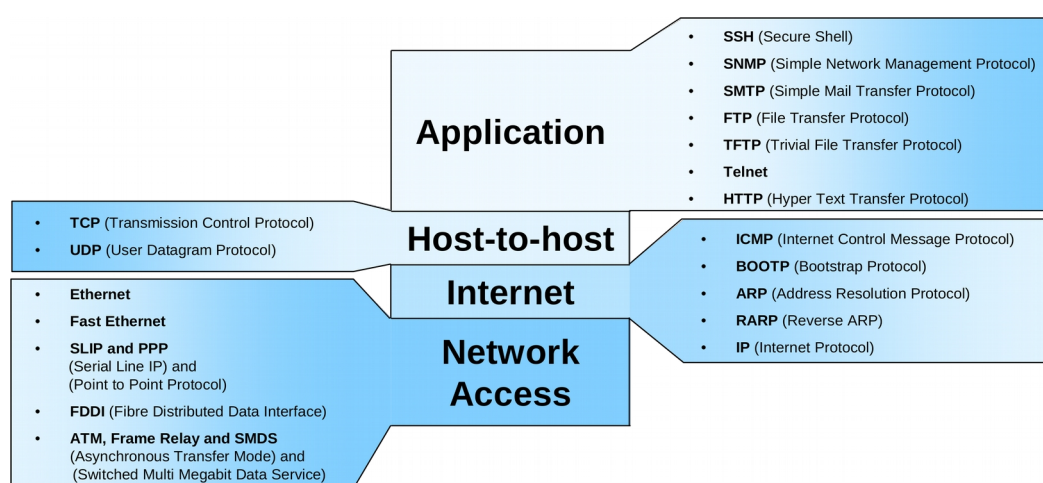 Application
• SSH (Secure Shell)
• SNMP (Simple Network Management Protocol)
• SMTP (Simple Mail Transfer Protocol)
• FTP (File Transfer Protocol)
• TFTP (Trivial File Transfer Protocol)
• Telnet
• HTTP (Hyper Text Transfer Protocol)
Host-to-host
• TCP (Transmission Control Protocol)
• UDP (User Datagram Protocol)
Internet
• ICMP (Internet Control Message Protocol)
• BOOTP (Bootstrap Protocol)
• ARP (Address Resolution Protocol)
• RARP (Reverse ARP)
• IP (Internet Protocol)
Network
Access
• Ethernet
• Fast Ethernet
• SLIP and PPP
(Serial Line IP) and
(Point to Point Protocol)
• FDDI (Fibre Distributed Data Interface)
• ATM, Frame Relay and SMDS
(Asynchronous Transfer Mode) and
(Switched Multi Megabit Data Service)